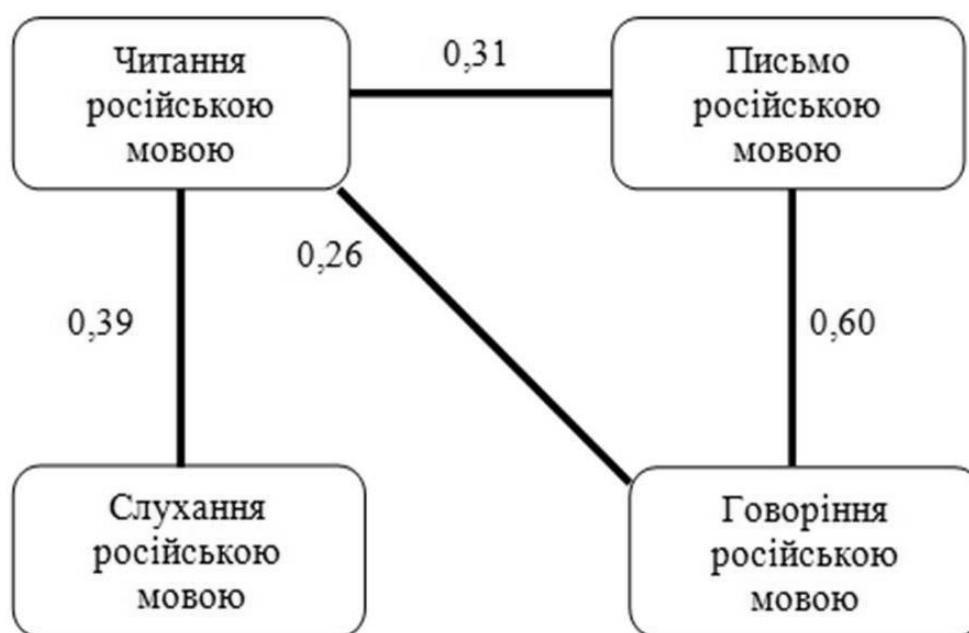 Читання
російською
мовою
0,31
Письмо
російською
мовою
0,26
0,39
0,60
Слухання
російською
мовою
Говоріння
російською
мовою